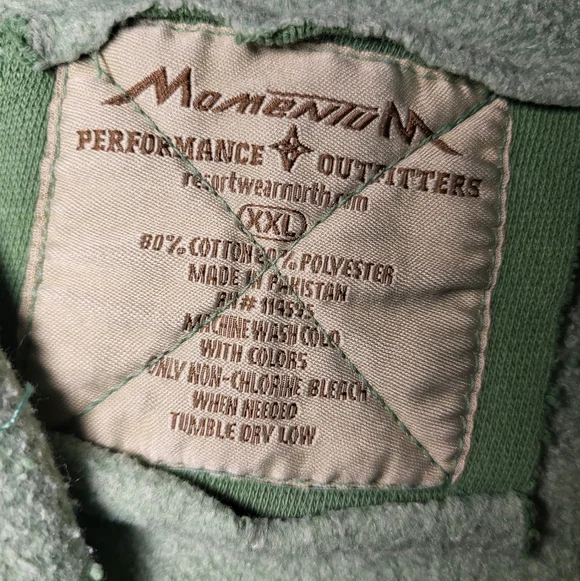 MOMENTUM
PERFORMANCE OUTFITTERS
resortwearnorth.com
XXL
80% COTTON 20% POLYESTER
MADE IN PAKISTAN
RN# 114595
MACHINE WASH COLD
WITH COLORS
ONLY NON-CHLORINE BLEACH
WHEN NEEDED
TUMBLE DRY LOW